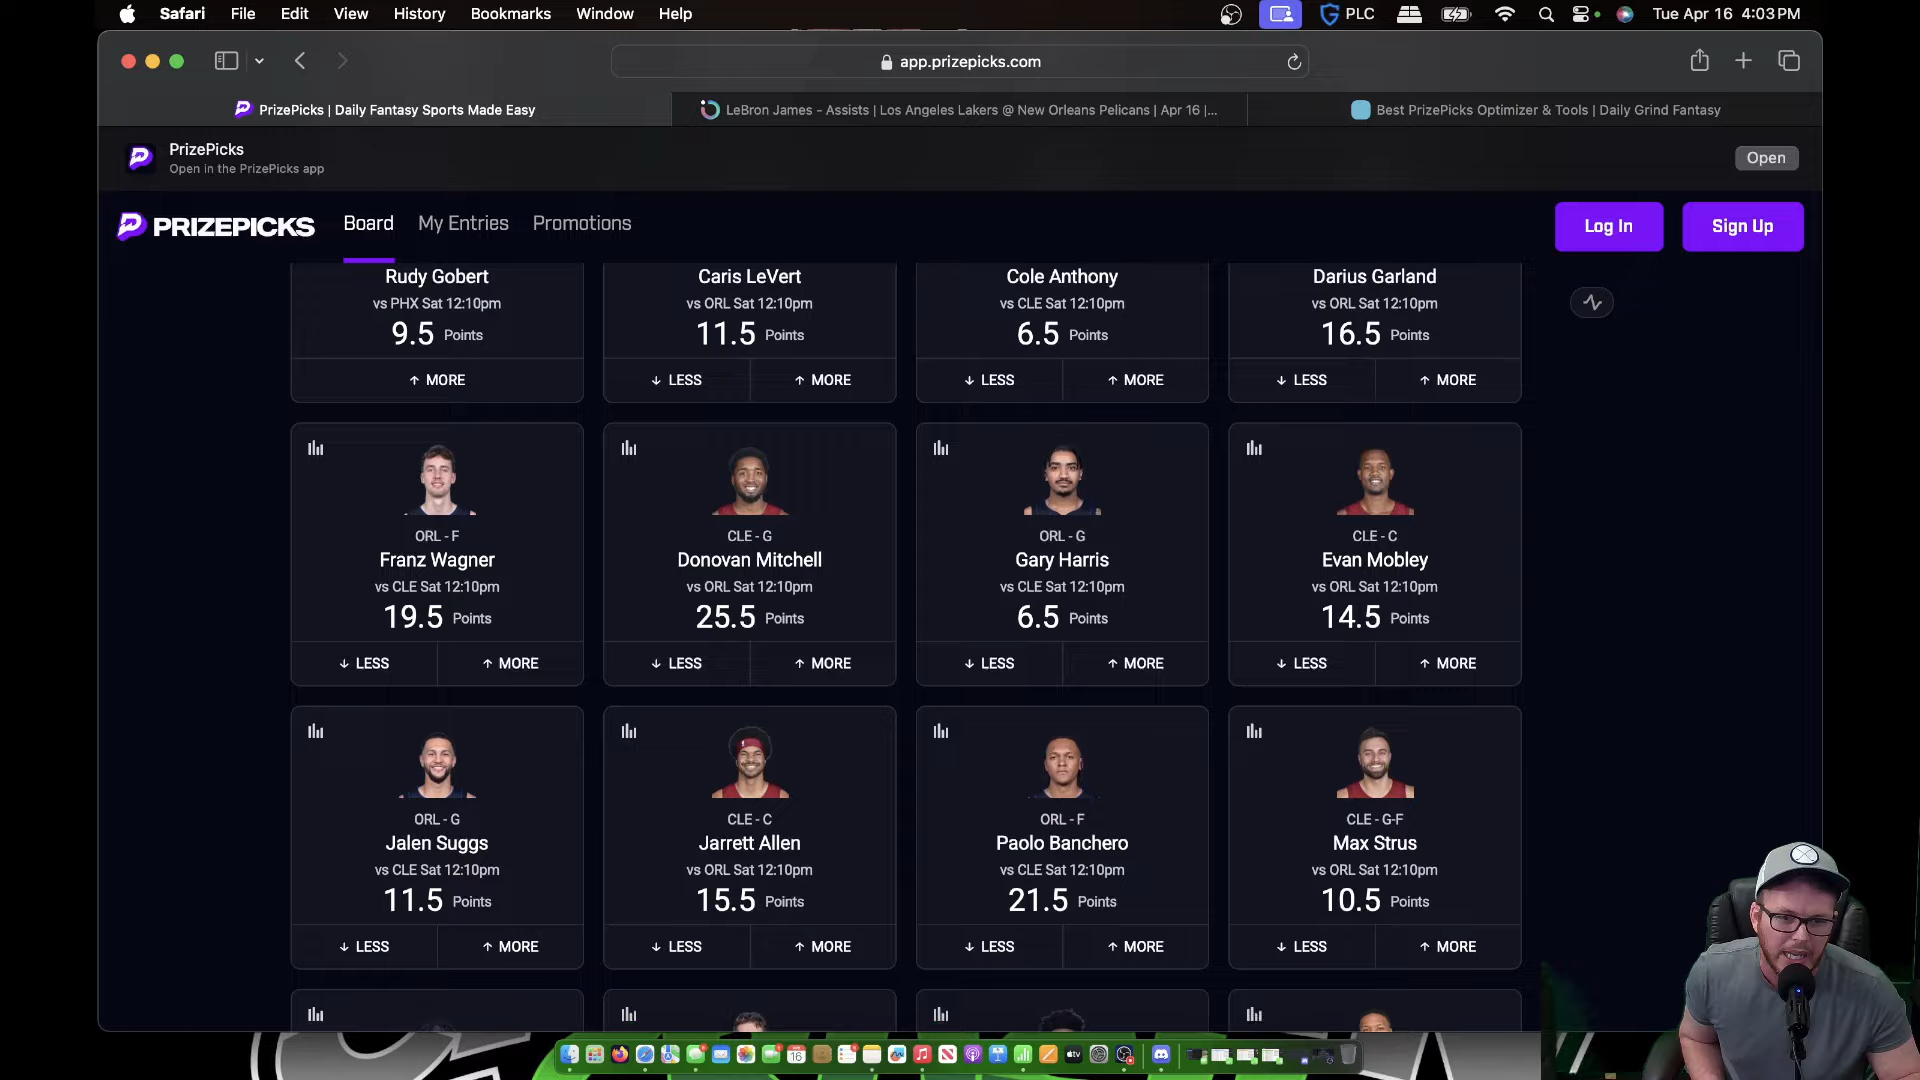 Safari File Edit View History Bookmarks Window Help PLC Tue Apr 16 4:03 PM
app.prizepicks.com
PrizePicks | Daily Fantasy Sports Made Easy
LeBron James - Assists | Los Angeles Lakers @ New Orleans Pelicans | Apr 16 |...
Best PrizePicks Optimizer & Tools | Daily Grind Fantasy
PrizePicks
Open in the PrizePicks app
Open
PRIZEPICKS Board My Entries Promotions Log In Sign Up
Rudy Gobert
vs PHX Sat 12:10pm
9.5 Points
MORE
Caris LeVert
vs ORL Sat 12:10pm
11.5 Points
LESS MORE
Cole Anthony
vs CLE Sat 12:10pm
6.5 Points
LESS MORE
Darius Garland
vs ORL Sat 12:10pm
16.5 Points
LESS MORE
ORL - F
Franz Wagner
vs CLE Sat 12:10pm
19.5 Points
LESS MORE
CLE - G
Donovan Mitchell
vs ORL Sat 12:10pm
25.5 Points
LESS MORE
ORL - G
Gary Harris
vs CLE Sat 12:10pm
6.5 Points
LESS MORE
CLE - C
Evan Mobley
vs ORL Sat 12:10pm
14.5 Points
LESS MORE
ORL - G
Jalen Suggs
vs CLE Sat 12:10pm
11.5 Points
LESS MORE
CLE - C
Jarrett Allen
vs ORL Sat 12:10pm
15.5 Points
LESS MORE
ORL - F
Paolo Banchero
vs CLE Sat 12:10pm
21.5 Points
LESS MORE
CLE - G-F
Max Strus
vs ORL Sat 12:10pm
10.5 Points
LESS MORE